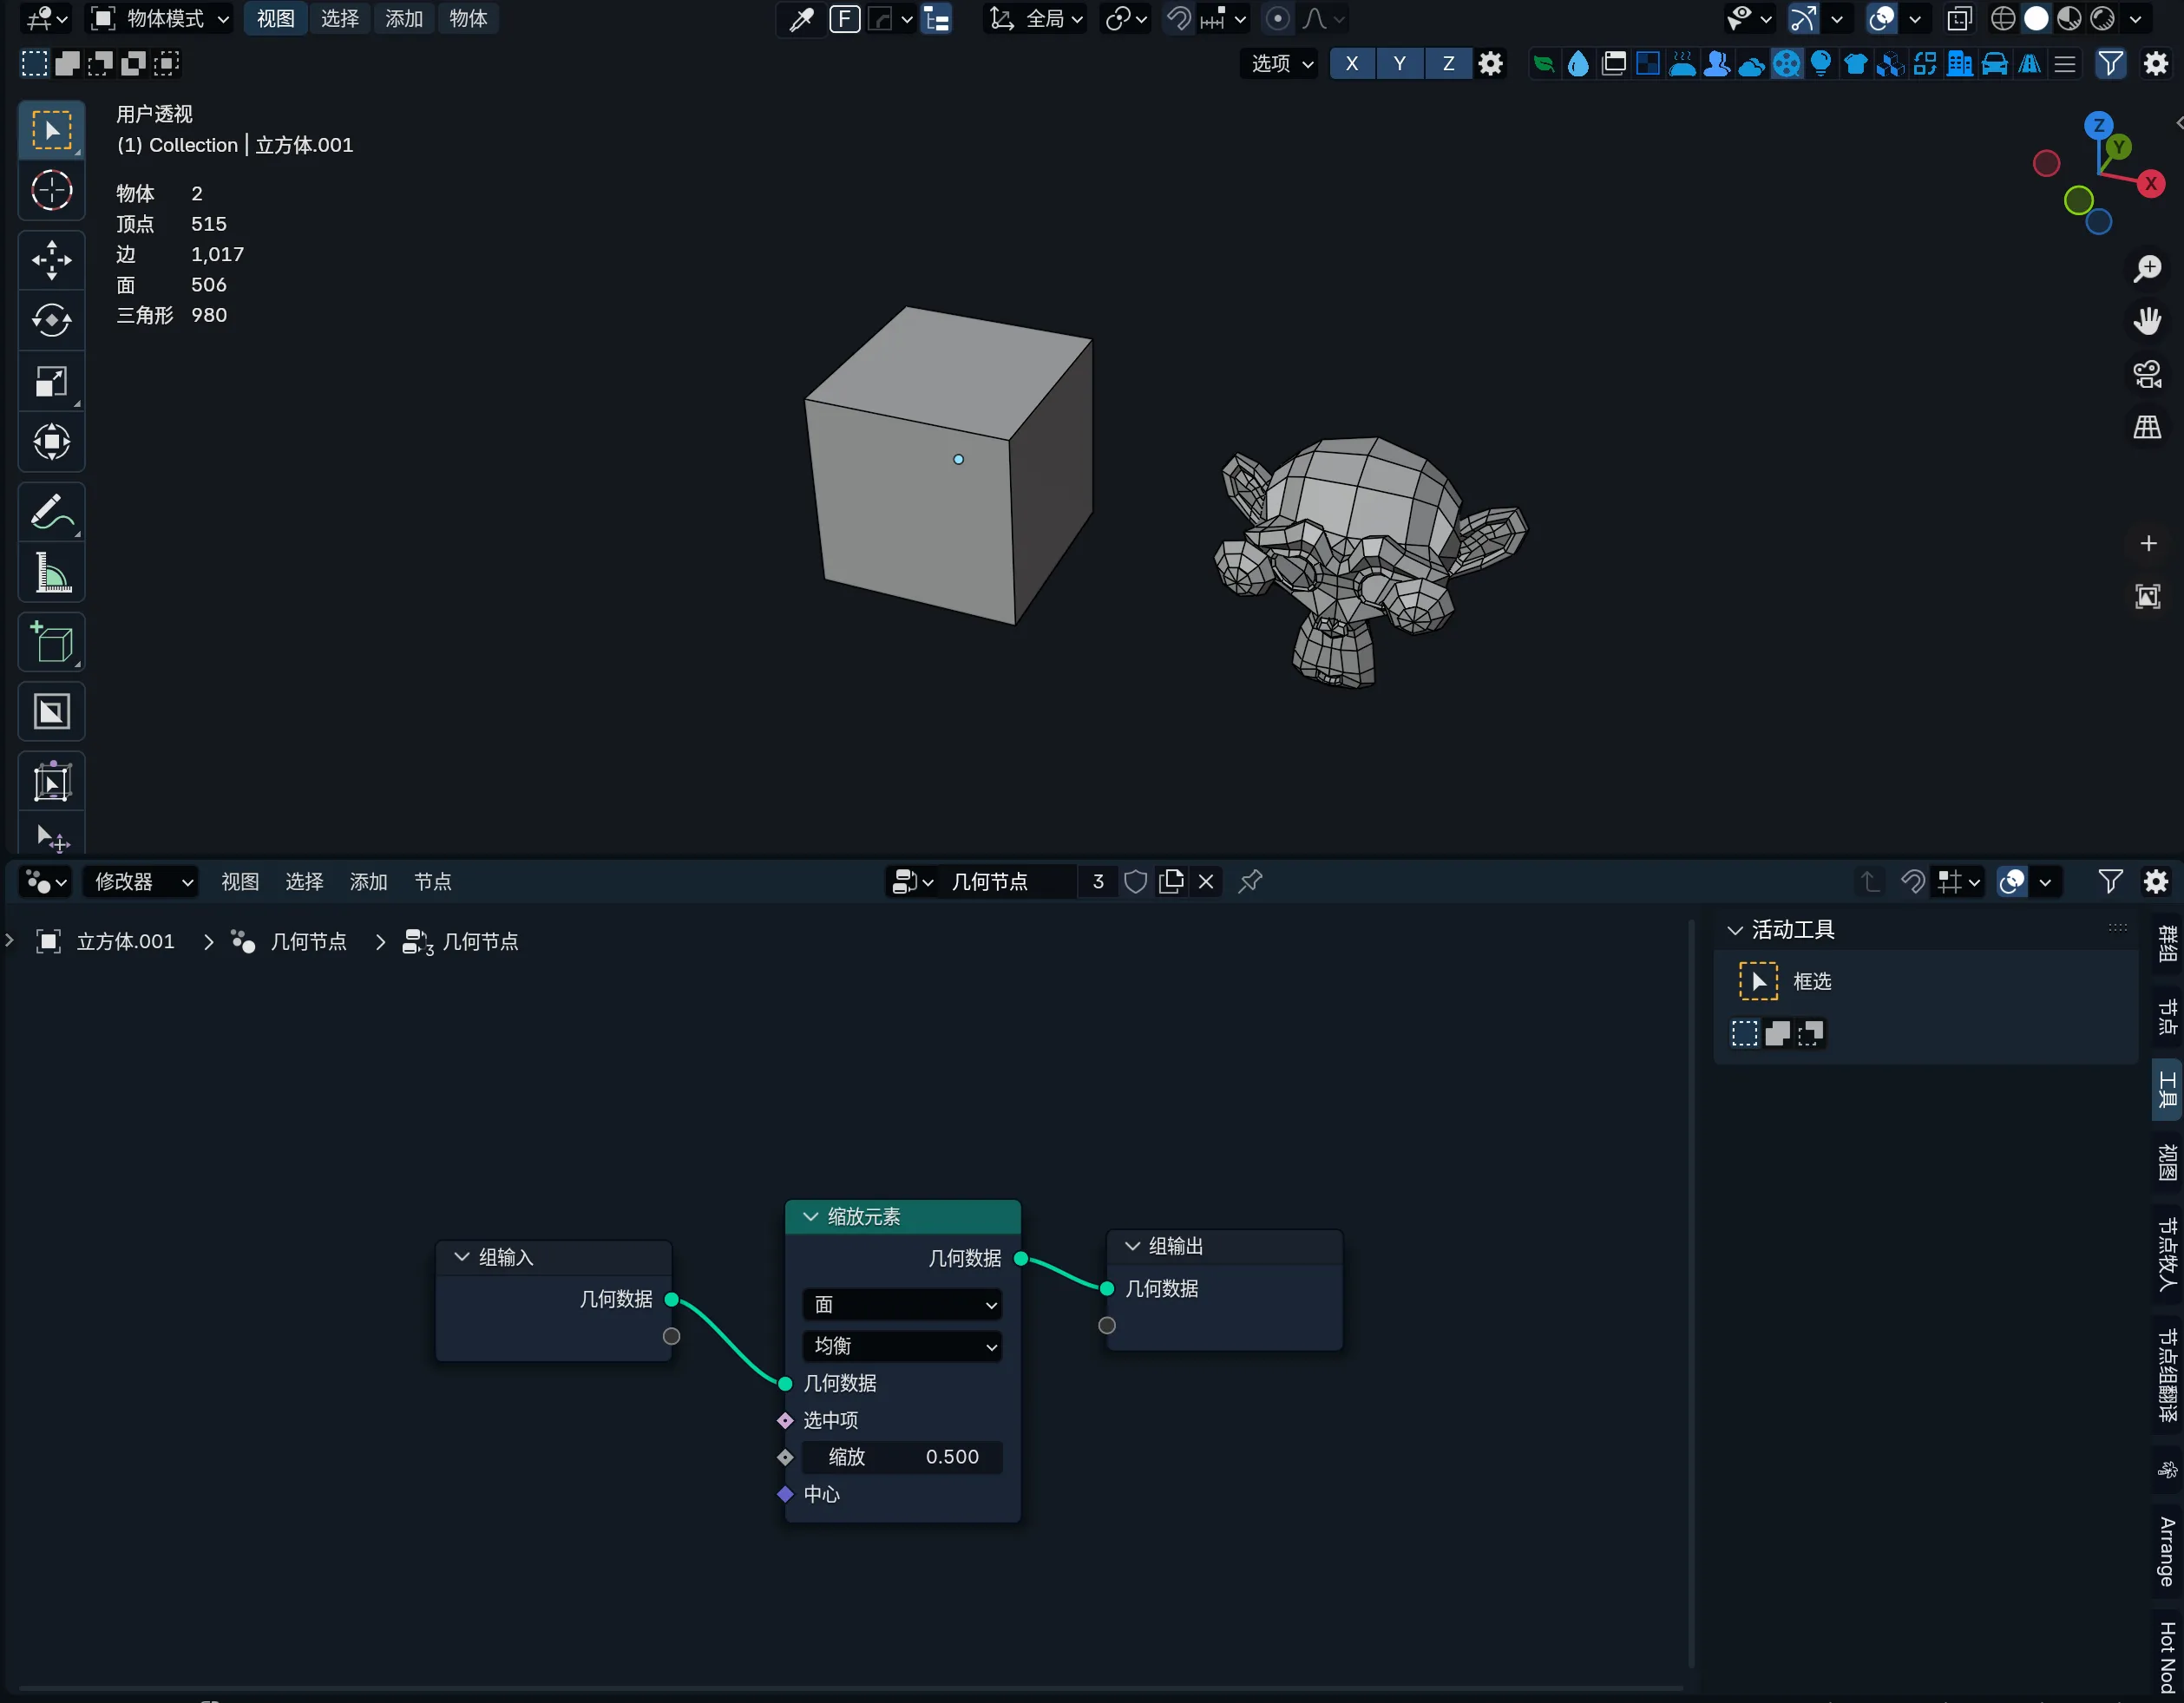 物体模式 视图 选择 添加 物体 F 全局
选项 X Y Z
用户透视
(1) Collection | 立方体.001
物体 2
顶点 515
边 1,017
面 506
三角形 980
Z
Y
X
修改器 视图 选择 添加 节点 几何节点 3
立方体.001 几何节点 3 几何节点
活动工具
框选
群组
节点
工具
视图
节点牧人
节点组翻译
Arrange
Hot Nod
组输入
几何数据
缩放元素
几何数据
面
均衡
几何数据
选中项
缩放 0.500
中心
组输出
几何数据